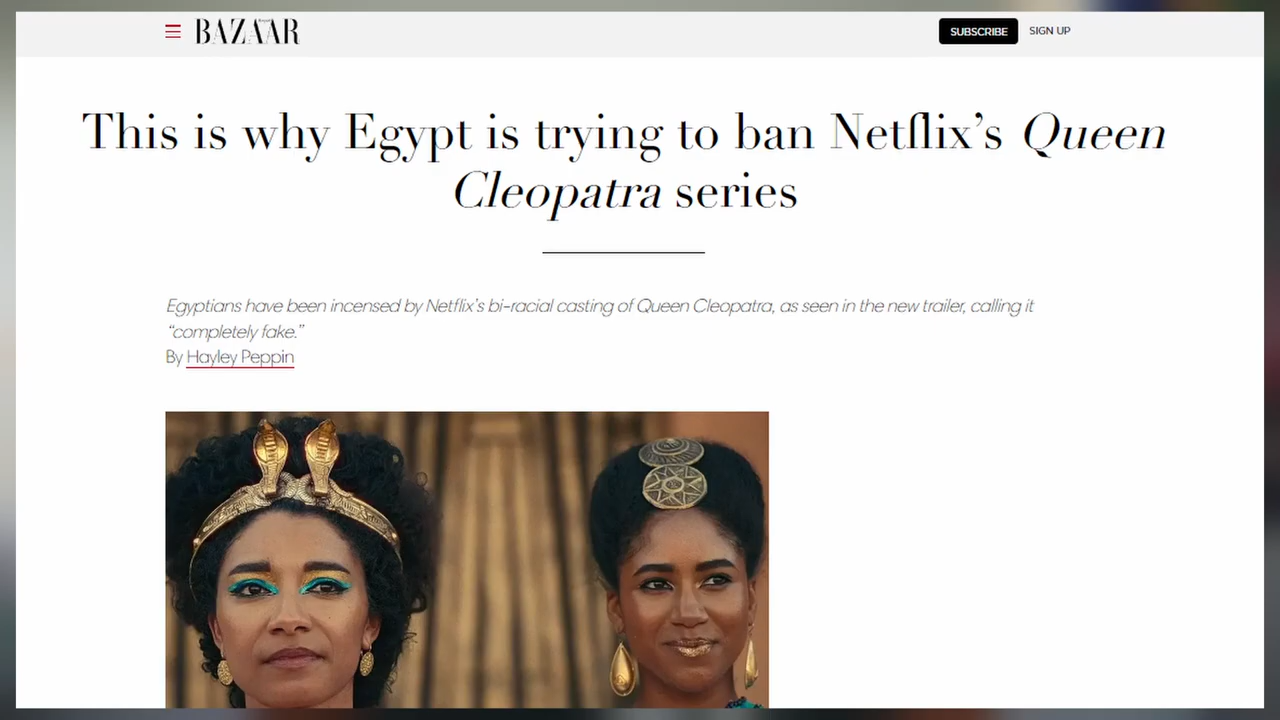 BAZAAR
SUBSCRIBE
SIGN UP
This is why Egypt is trying to ban Netflix's Queen
Cleopatra series
Egyptians have been incensed by Netflix's bi-racial casting of Queen Cleopatra, as seen in the new trailer, calling it
“completely fake.”
By Hayley Peppin